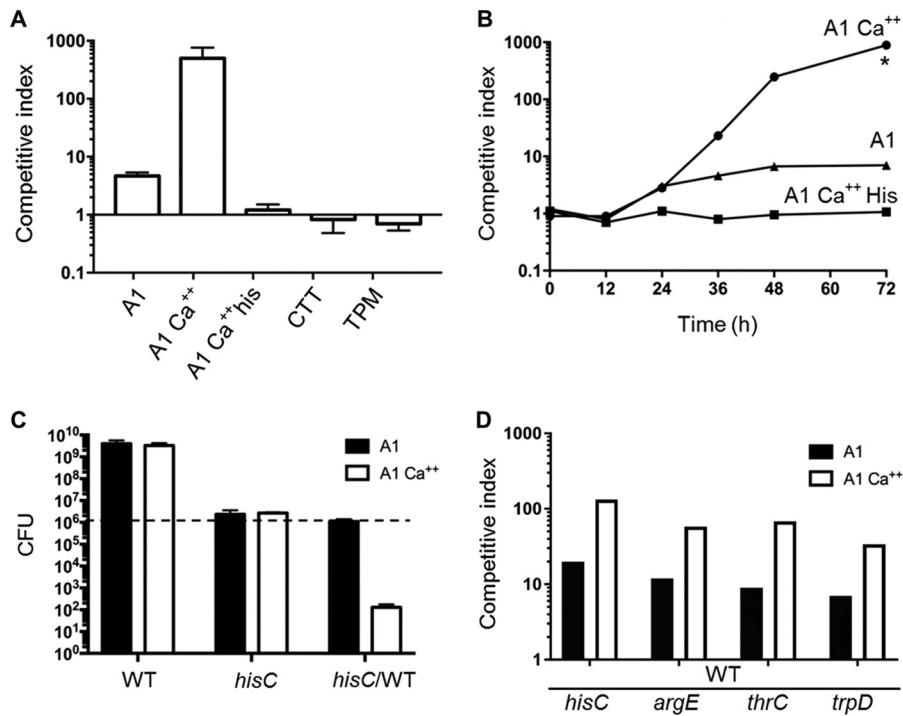 A
1000
100
10
1
0.1
Competitive index
A1
A1 Ca++
A1 Ca++his
CTT
TPM
B
1000
100
10
1
0.1
Competitive index
A1 Ca++
*
A1
A1 Ca++ His
0 12 24 36 48 60 72
Time (h)
C
10^10
10^9
10^8
10^7
10^6
10^5
10^4
10^3
10^2
10^1
10^0
CFU
A1
A1 Ca++
WT hisC hisC/WT
D
1000
100
10
1
Competitive index
A1
A1 Ca++
WT
hisC argE thrC trpD